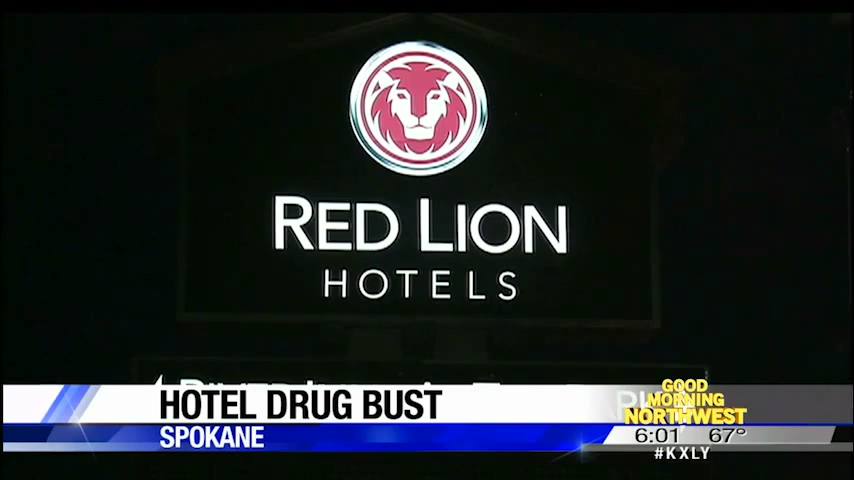 RED LION
HOTELS
HOTEL DRUG BUST
SPOKANE
GOOD
MORNING
NORTHWEST
6:01 67°
#KXLY